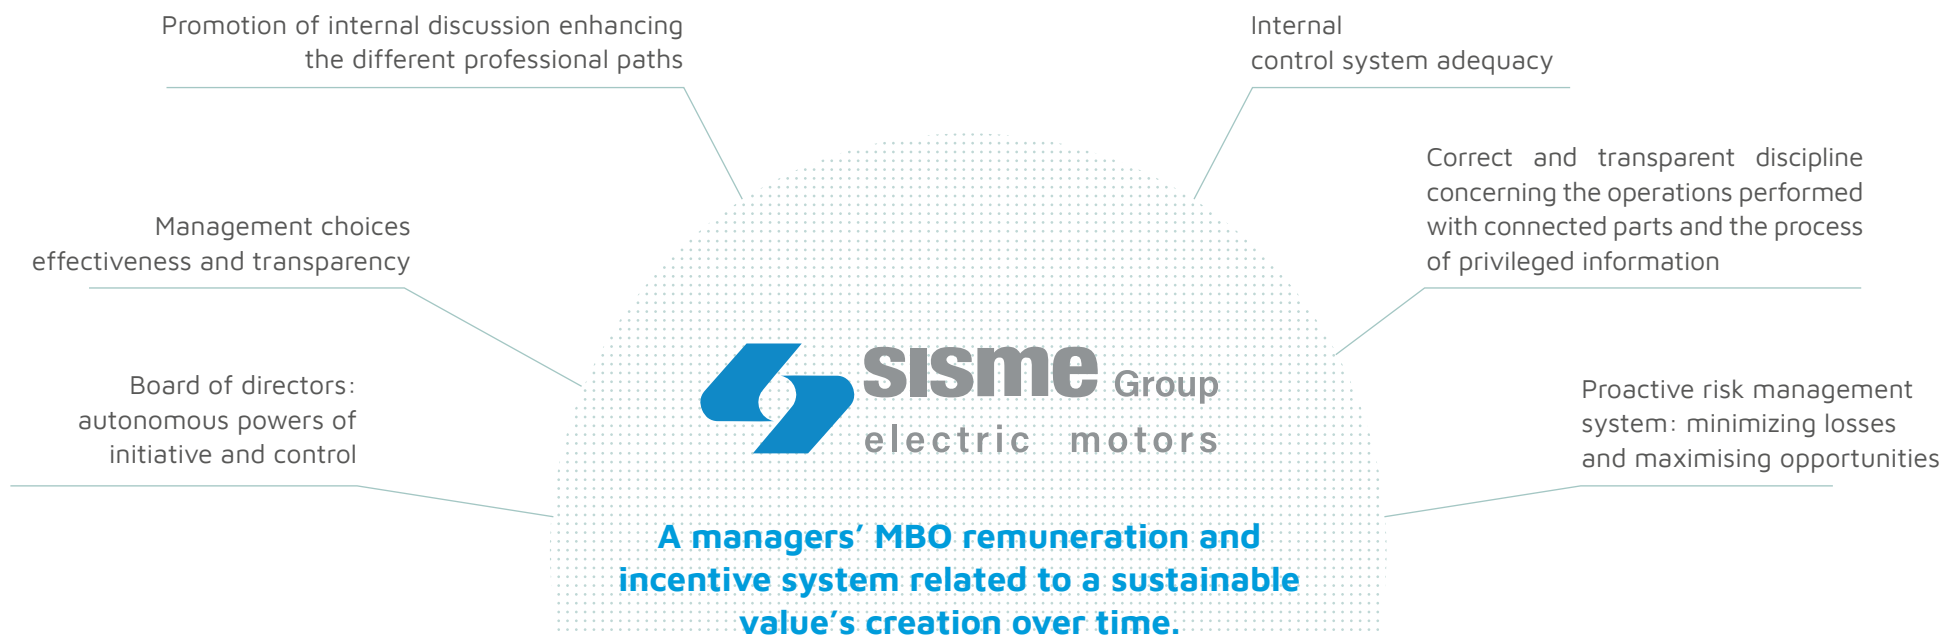 Promotion of internal discussion enhancing
the different professional paths
Internal
control system adequacy
Management choices
effectiveness and transparency
Correct and transparent discipline
concerning the operations performed
with connected parts and the process
of privileged information
Board of directors:
autonomous powers of
initiative and control
Proactive risk management
system: minimizing losses
and maximising opportunities
sisme Group
electric motors
A managers’ MBO remuneration and
incentive system related to a sustainable
value’s creation over time.